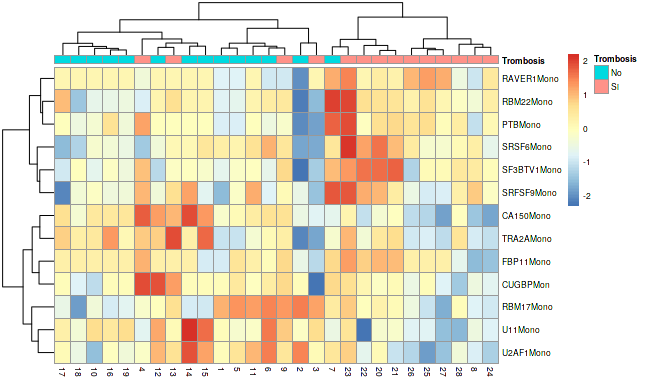 Trombosis
Trombosis
No
SI
2
1
0
-1
-2
RAVER1Mono
RBM22Mono
PTBMono
SRSF6Mono
SF3BTV1Mono
SRFSF9Mono
CA150Mono
TRA2AMono
FBP11Mono
CUGBPMon
RBM17Mono
U11Mono
U2AF1Mono
17 18 10 16 19 4 12 13 14 15 1 5 11 6 9 2 3 7 23 22 20 21 26 25 27 28 8 24